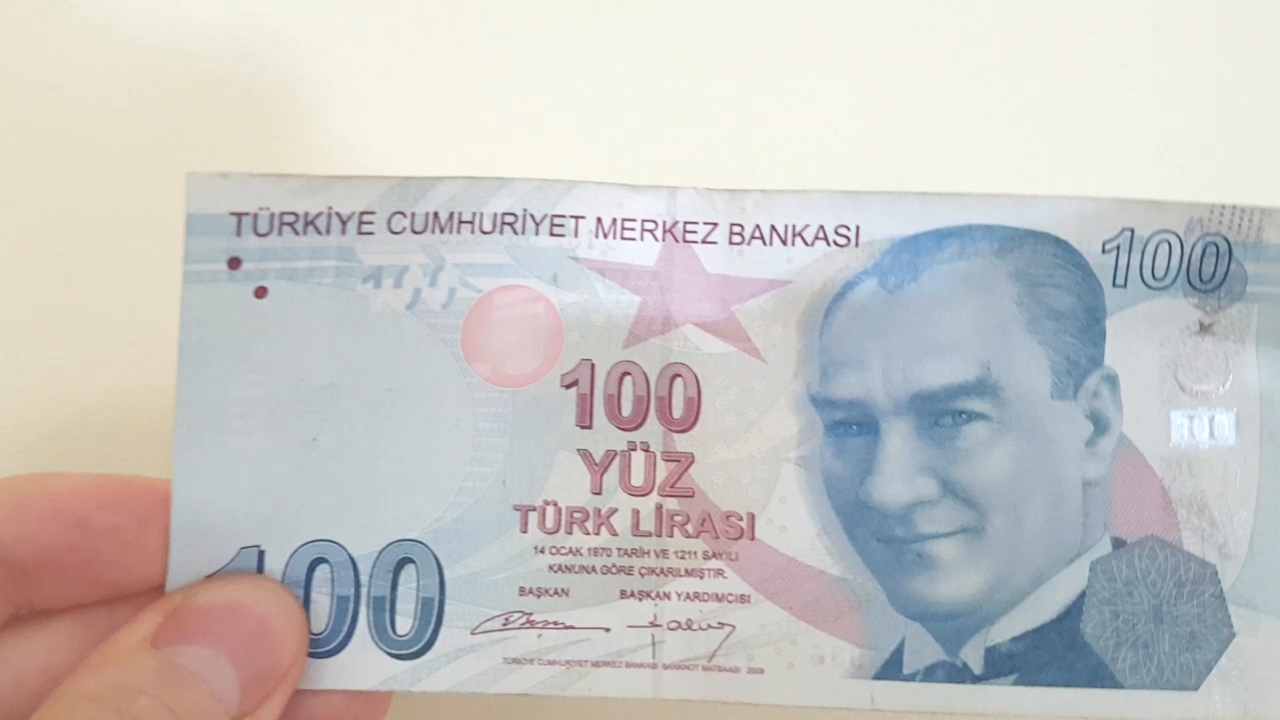 TÜRKİYE CUMHURİYET MERKEZ BANKASI
100
100
YÜZ
TÜRK LİRASI
14 OCAK 1970 TARİH VE 1211 SAYILI
KANUNA GÖRE ÇIKARILMIŞTIR.
BAŞKAN BAŞKAN YARDIMCISI
100
100
TÜRKİYE CUMHURİYET MERKEZ BANKASI BANKNOT MATBAASI 2009